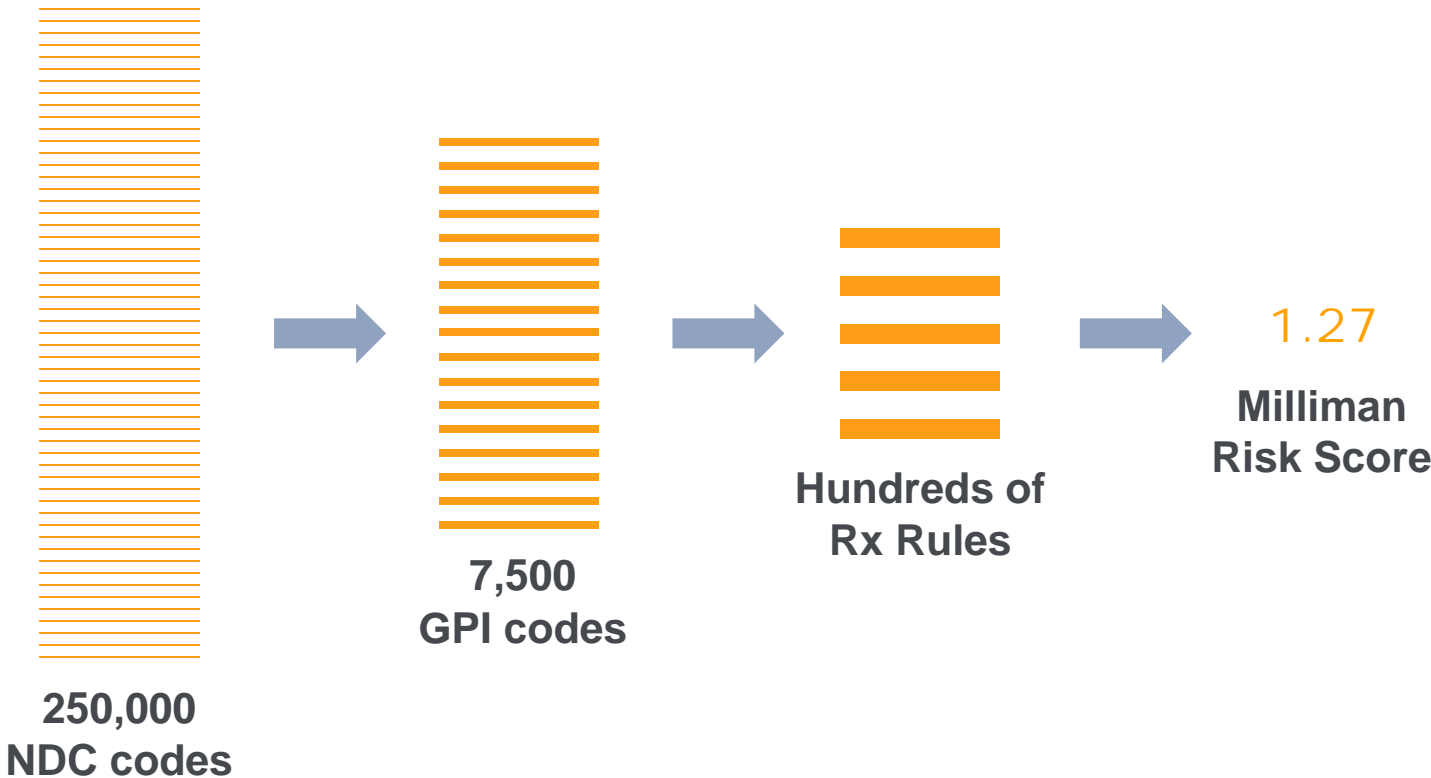 250,000
NDC codes
7,500
GPI codes
Hundreds of
Rx Rules
1.27
Milliman
Risk Score